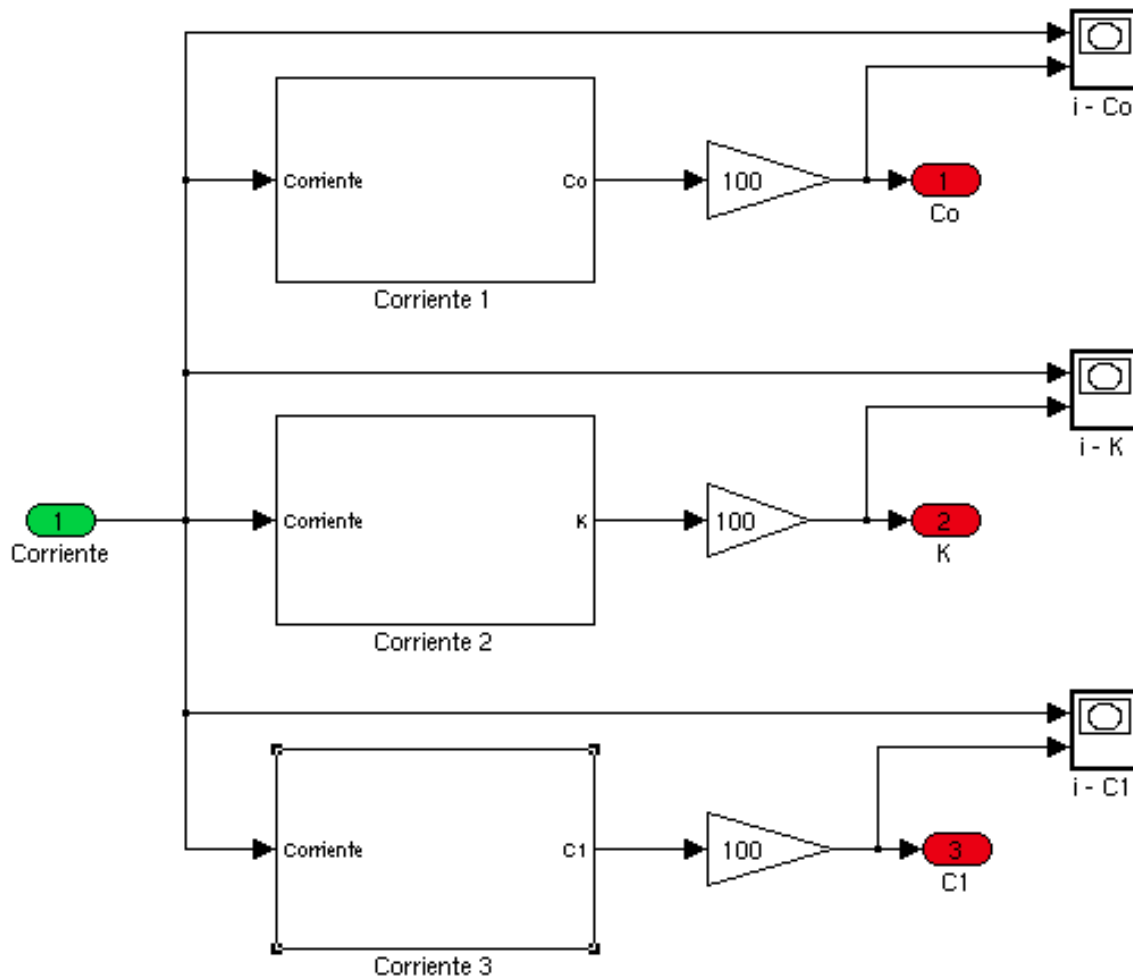 i - Co
Corriente
Co
100
1
Co
Corriente 1
i - K
1
Corriente
Corriente
K
100
2
K
Corriente 2
i - C1
Corriente
C1
100
3
C1
Corriente 3